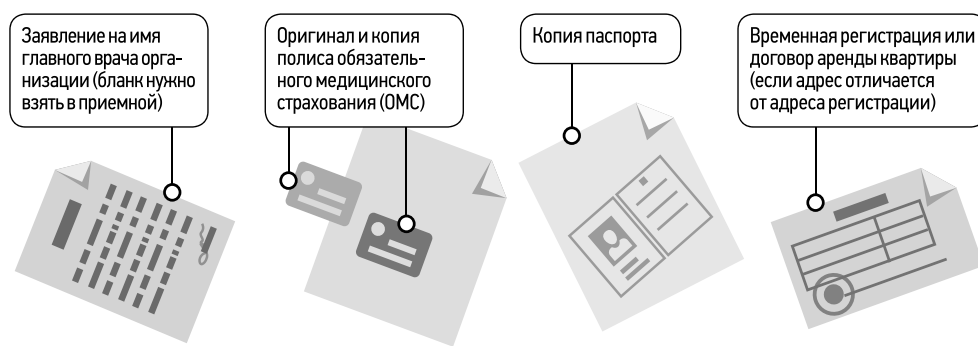 Заявление на имя
главного врача орга-
низации (бланк нужно
взять в приемной)
Оригинал и копия
полиса обязатель-
ного медицинского
страхования (ОМС)
Копия паспорта
Временная регистрация или
договор аренды квартиры
(если адрес отличается
от адреса регистрации)